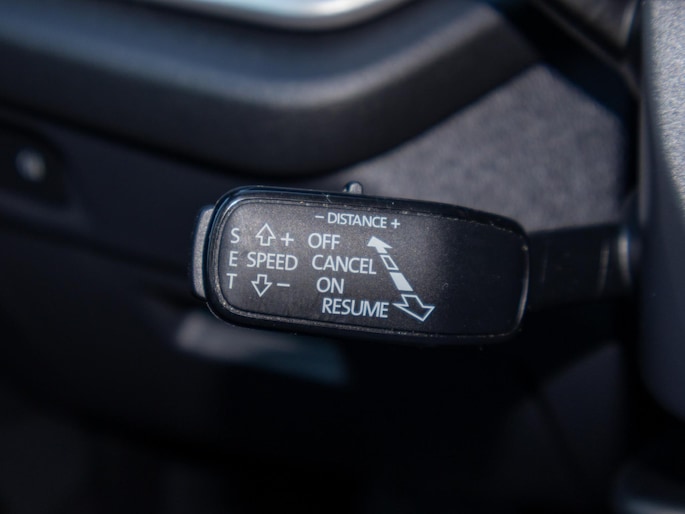 − DISTANCE +
S + OFF
E SPEED CANCEL
T − ON
RESUME